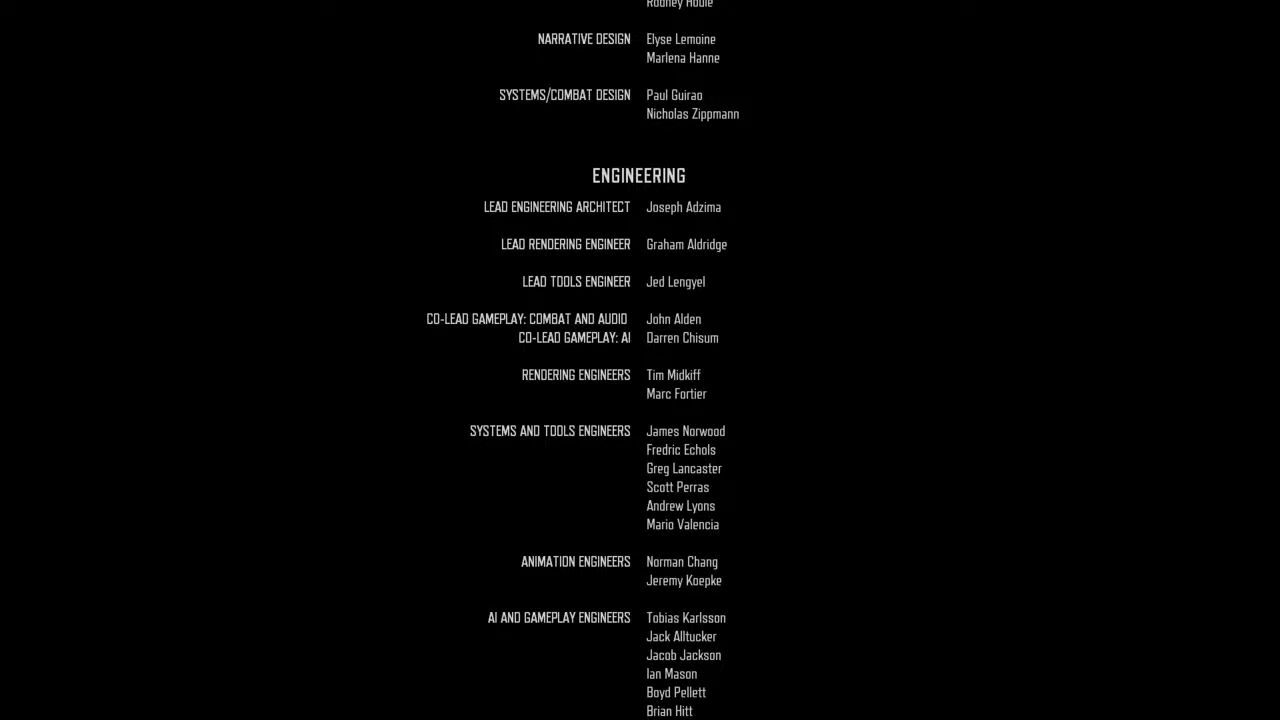 Rodney Houle
NARRATIVE DESIGN Elyse Lemoine
Marlena Hanne
SYSTEMS/COMBAT DESIGN Paul Guirao
Nicholas Zippmann
ENGINEERING
LEAD ENGINEERING ARCHITECT Joseph Adzima
LEAD RENDERING ENGINEER Graham Aldridge
LEAD TOOLS ENGINEER Jed Lengyel
CO-LEAD GAMEPLAY: COMBAT AND AUDIO John Alden
CO-LEAD GAMEPLAY: AI Darren Chisum
RENDERING ENGINEERS Tim Midkiff
Marc Fortier
SYSTEMS AND TOOLS ENGINEERS James Norwood
Fredric Echols
Greg Lancaster
Scott Perras
Andrew Lyons
Mario Valencia
ANIMATION ENGINEERS Norman Chang
Jeremy Koepke
AI AND GAMEPLAY ENGINEERS Tobias Karlsson
Jack Alltucker
Jacob Jackson
Ian Mason
Boyd Pellett
Brian Hitt